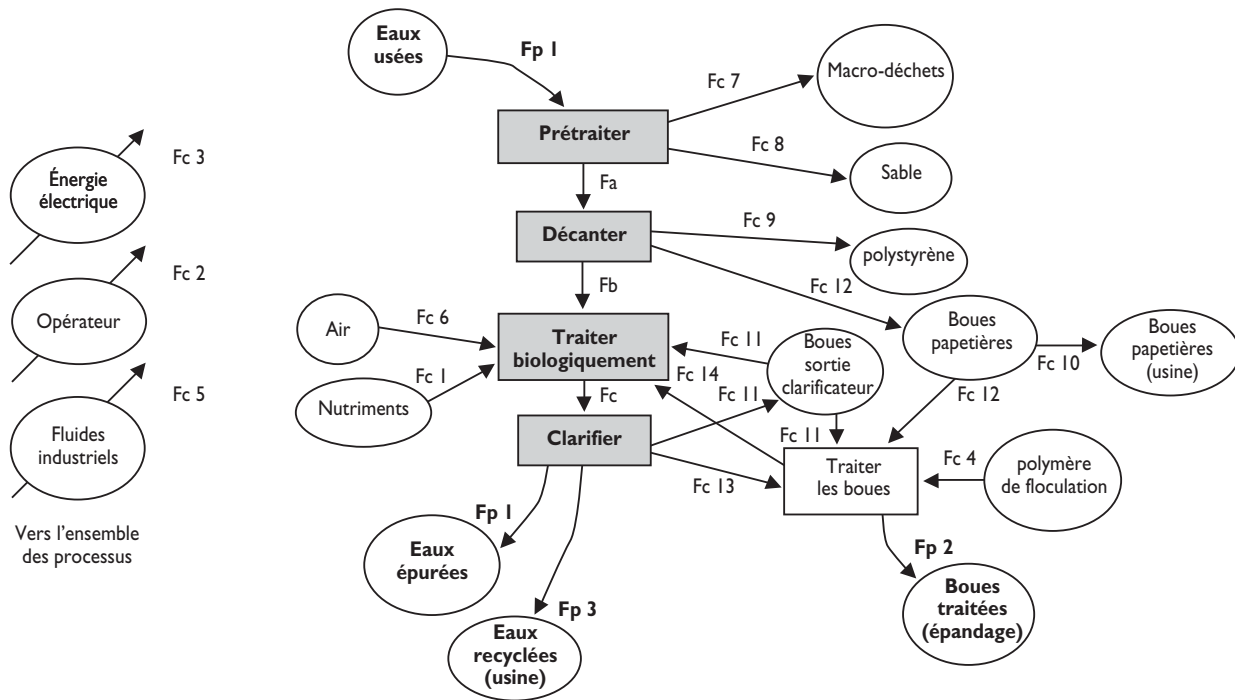 Eaux
usées
Fp 1
Fc 7
Macro-déchets
Prétraiter
Fc 8
Sable
Fc 3
Énergie
électrique
Fa
Décanter
Fc 9
polystyrène
Fc 2
Opérateur
Fb
Fc 12
Air
Fc 6
Traiter
biologiquement
Fc 11
Boues
sortie
clarificateur
Boues
papetières
Fc 10
Boues
papetières
(usine)
Fc 5
Nutriments
Fc 1
Fc
Fc 14
Fc 11
Fc 12
Fluides
industriels
Clarifier
Fc 11
Fc 13
Traiter
les boues
Fc 4
polymère
de floculation
Vers l'ensemble
des processus
Fp 1
Eaux
épurées
Fp 2
Boues
traitées
(épandage)
Fp 3
Eaux
recyclées
(usine)